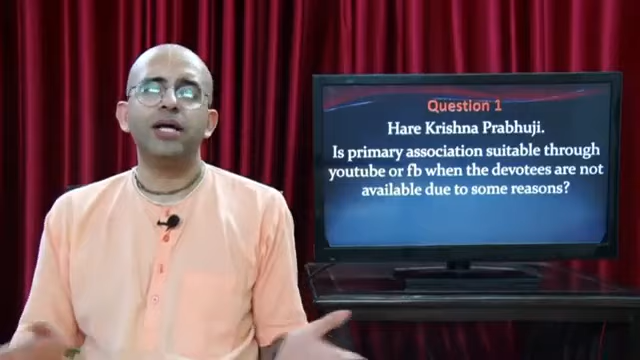 Question 1
Hare Krishna Prabhuji.
Is primary association suitable through
youtube or fb when the devotees are not
available due to some reasons?